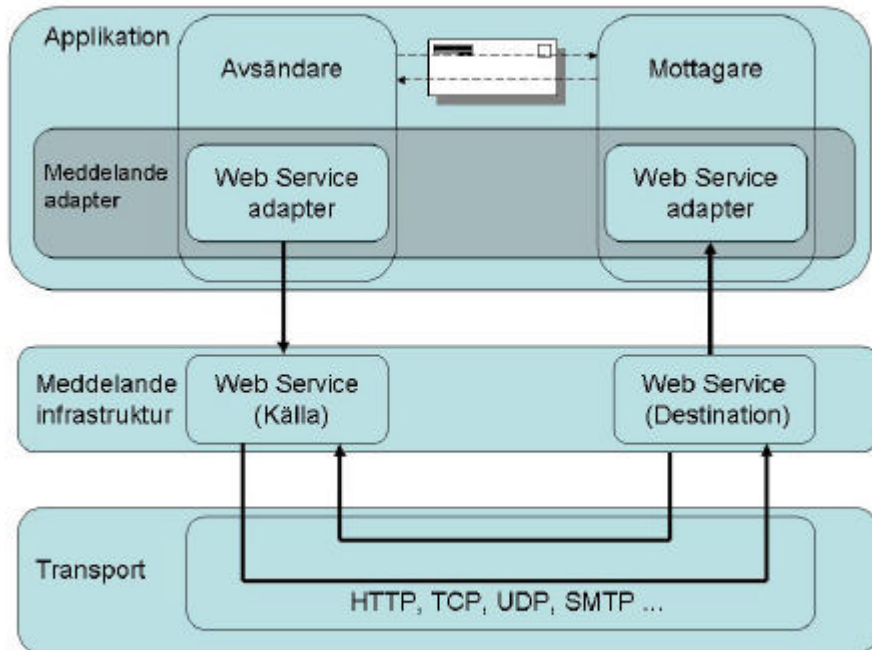 Applikation
Avsändare
Mottagare
Meddelande
adapter
Web Service
adapter
Web Service
adapter
Meddelande
infrastruktur
Web Service
(Källa)
Web Service
(Destination)
Transport
HTTP, TCP, UDP, SMTP ...